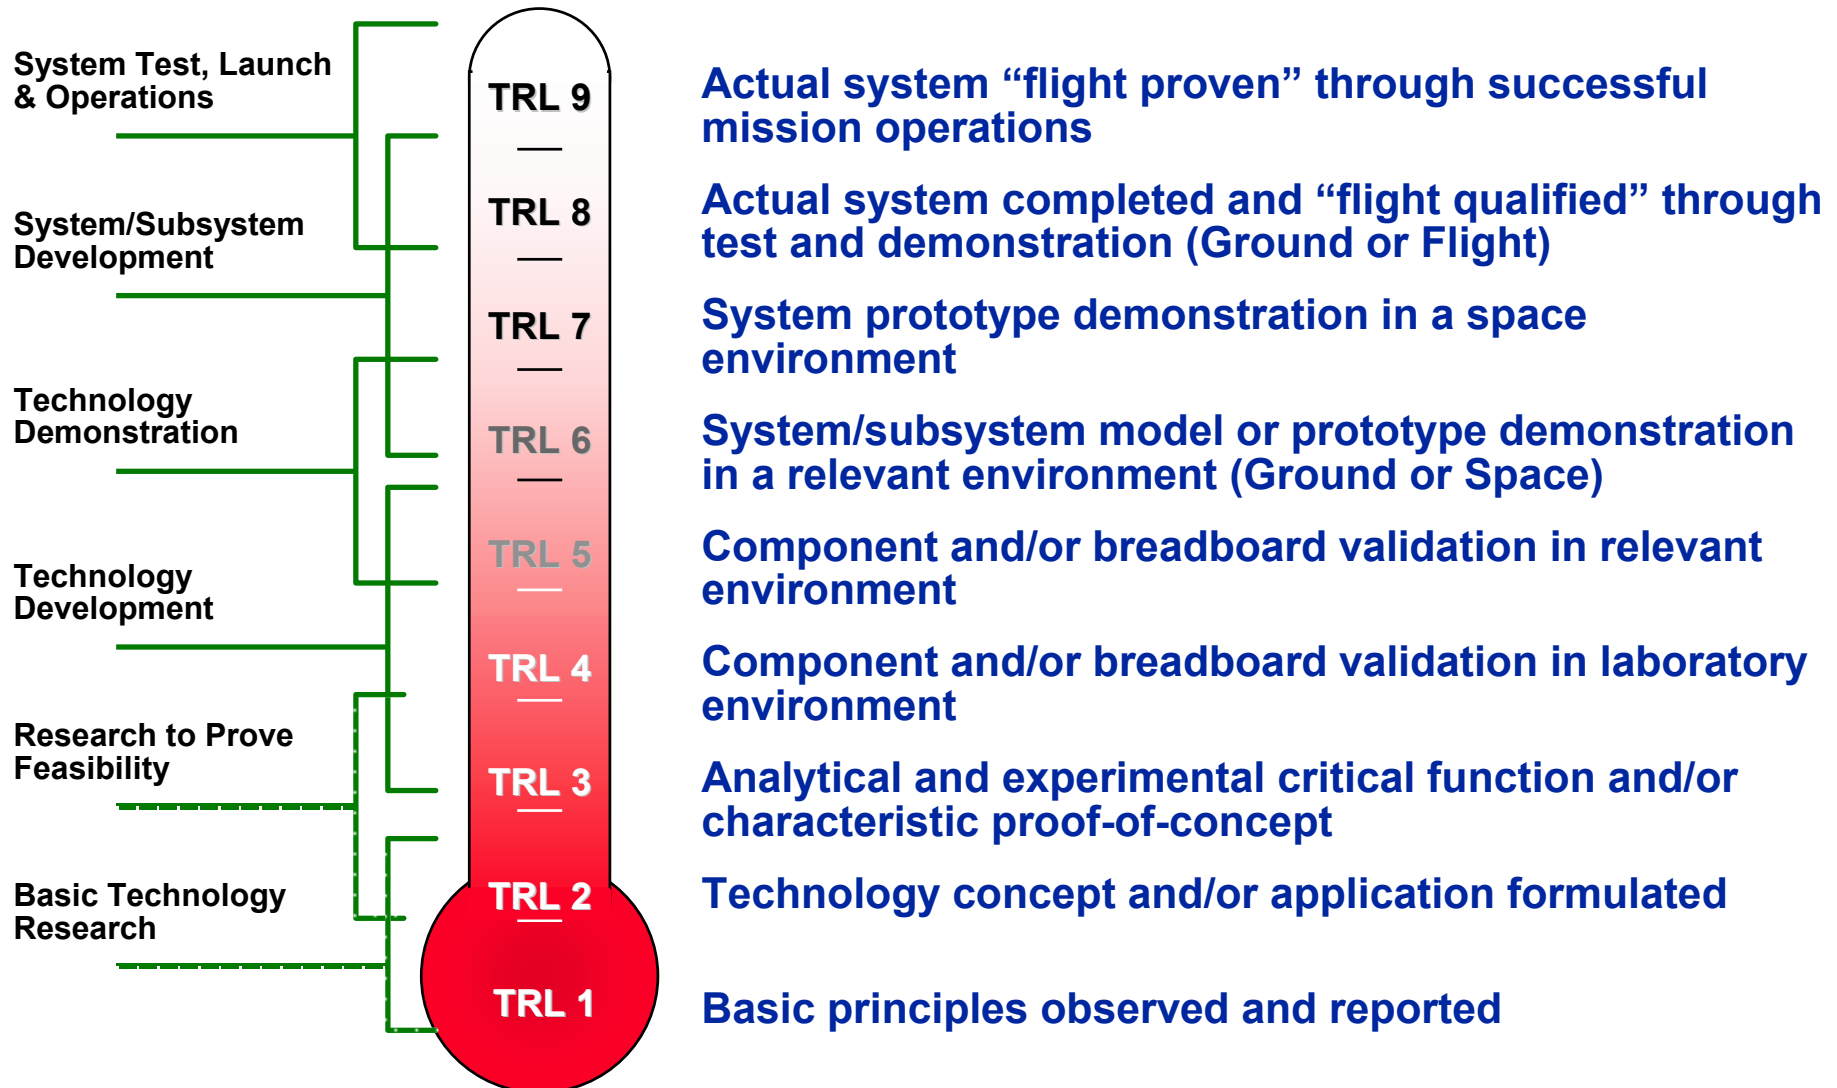 System Test, Launch
& Operations
System/Subsystem
Development
Technology
Demonstration
Technology
Development
Research to Prove
Feasibility
Basic Technology
Research
TRL 9
TRL 8
TRL 7
TRL 6
TRL 5
TRL 4
TRL 3
TRL 2
TRL 1
Actual system “flight proven” through successful
mission operations
Actual system completed and “flight qualified” through
test and demonstration (Ground or Flight)
System prototype demonstration in a space
environment
System/subsystem model or prototype demonstration
in a relevant environment (Ground or Space)
Component and/or breadboard validation in relevant
environment
Component and/or breadboard validation in laboratory
environment
Analytical and experimental critical function and/or
characteristic proof-of-concept
Technology concept and/or application formulated
Basic principles observed and reported